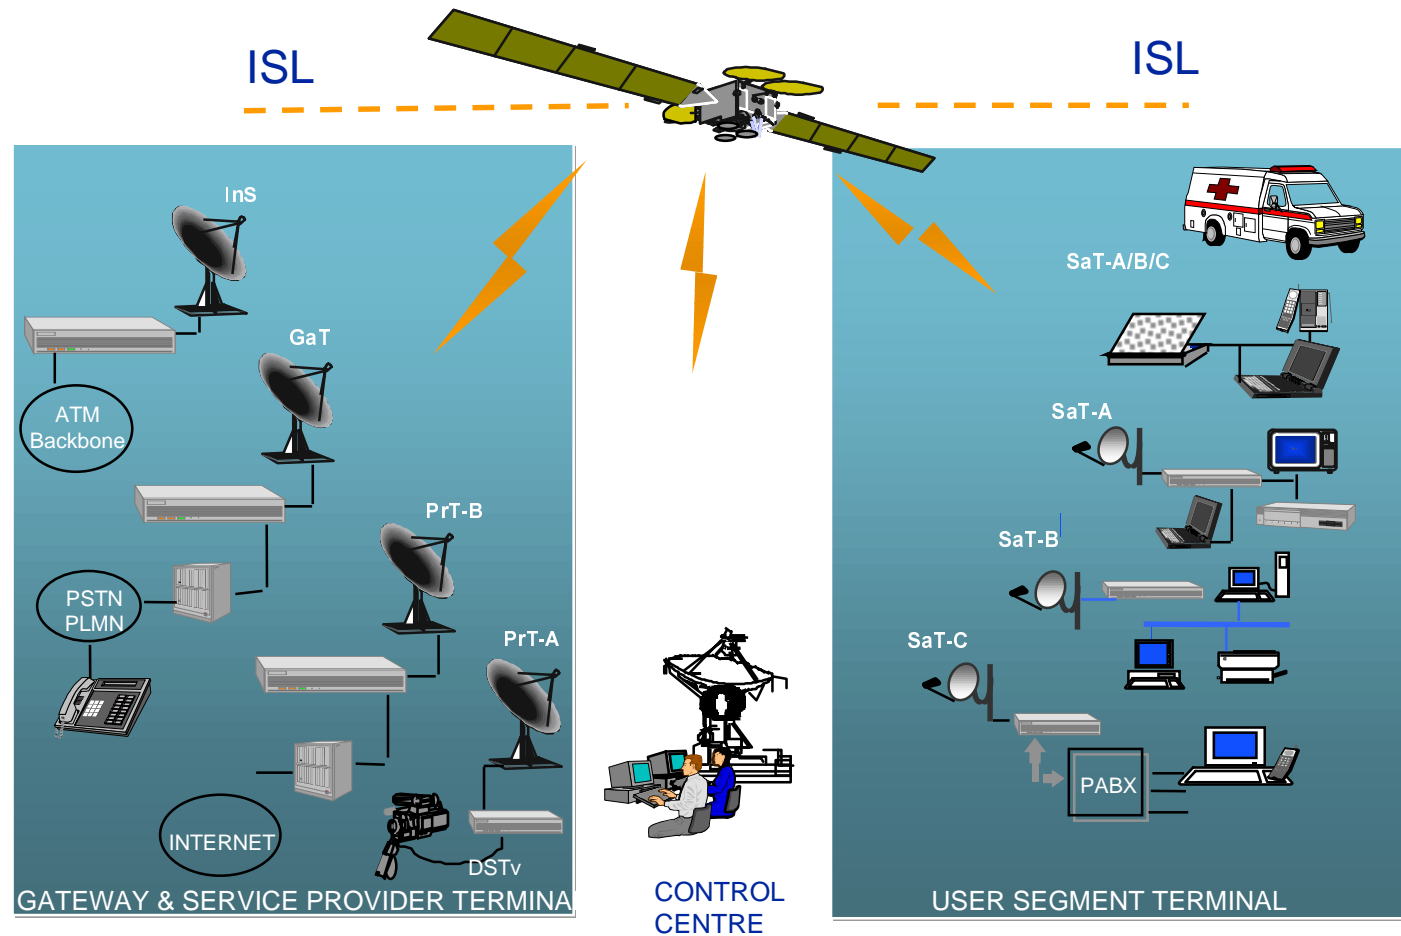 ISL
ISL
InS
GaT
ATM
Backbone
PrT-B
PSTN
PLMN
PrT-A
INTERNET
DSTv
GATEWAY & SERVICE PROVIDER TERMINA
CONTROL
CENTRE
SaT-A/B/C
SaT-A
SaT-B
SaT-C
PABX
USER SEGMENT TERMINAL